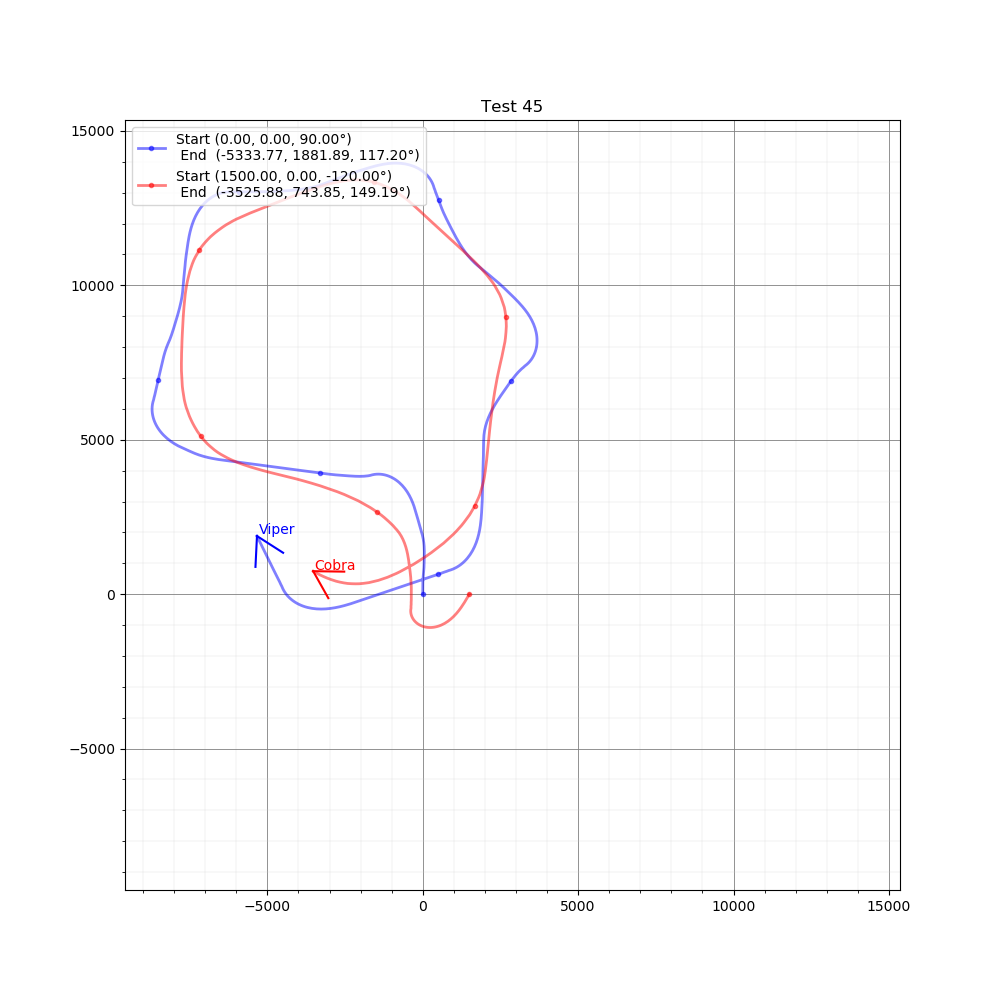 Test 45
Start (0.00, 0.00, 90.00°)
End (-5333.77, 1881.89, 117.20°)
Start (1500.00, 0.00, -120.00°)
End (-3525.88, 743.85, 149.19°)
15000
10000
5000
0
−5000
Viper
Cobra
−5000
0
5000
10000
15000